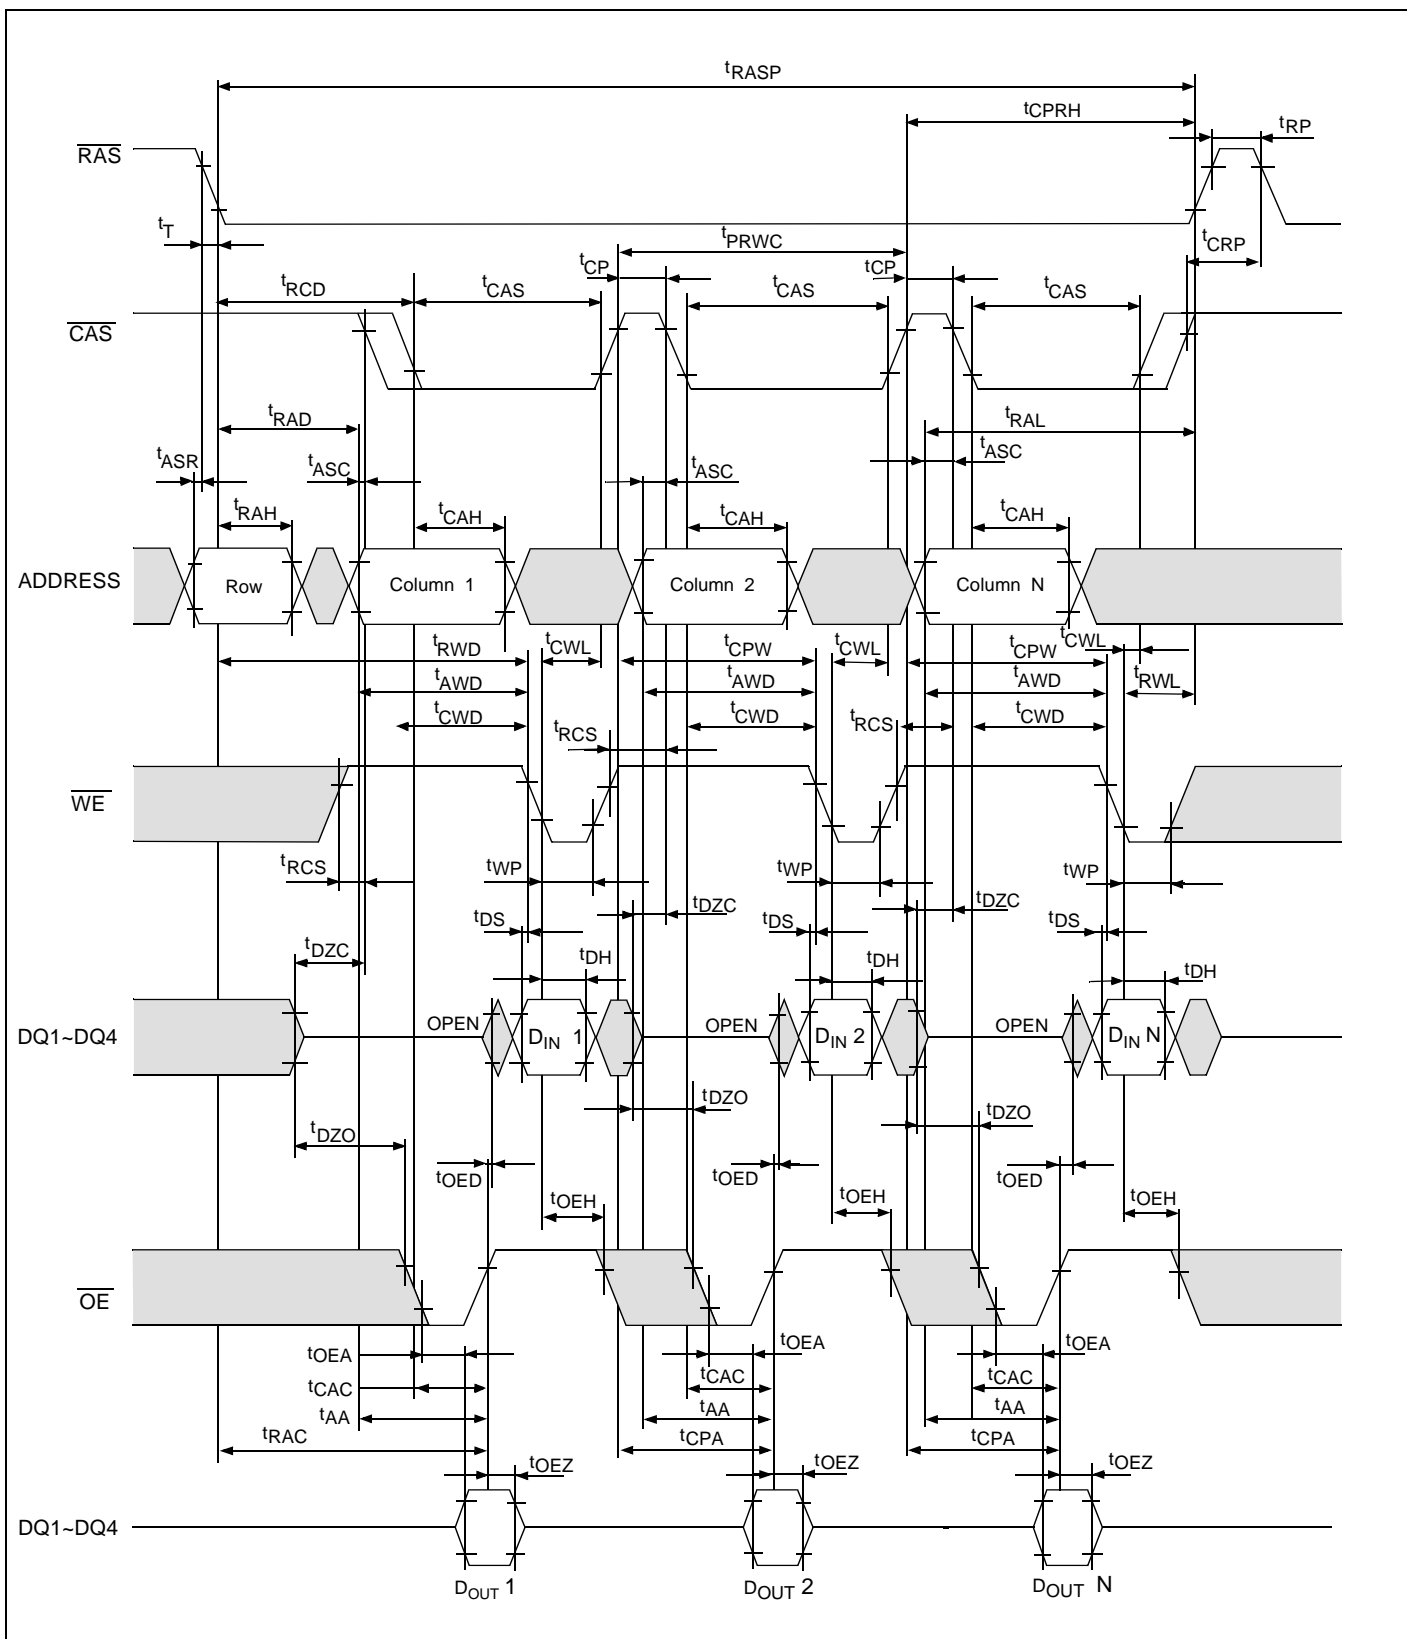 tRASP
tCPRH
tRP
RAS
tT
tPRWC
tCRP
tCP
tCP
tRCD
tCAS
tCAS
tCAS
CAS
tRAD
tRAL
tASR
tASC
tASC
tASC
tRAH
tCAH
tCAH
tCAH
ADDRESS
Row
Column 1
Column 2
Column N
tRWD
tCWL
tCPW
tCWL
tCPW
tCWL
tAWD
tAWD
tAWD
tRWL
tCWD
tRCS
tCWD
tRCS
tCWD
WE
tRCS
tWP
tWP
tWP
tDZC
tDZC
tDS
tDS
tDS
tDZC
tDH
tDH
tDH
DQ1~DQ4
OPEN
DIN 1
OPEN
DIN 2
OPEN
DIN N
tDZO
tDZO
tDZO
tOED
tOED
tOED
tOEH
tOEH
tOEH
OE
tOEA
tOEA
tOEA
tCAC
tCAC
tCAC
tAA
tAA
tAA
tRAC
tCPA
tCPA
tOEZ
tOEZ
tOEZ
DQ1~DQ4
DOUT 1
DOUT 2
DOUT N